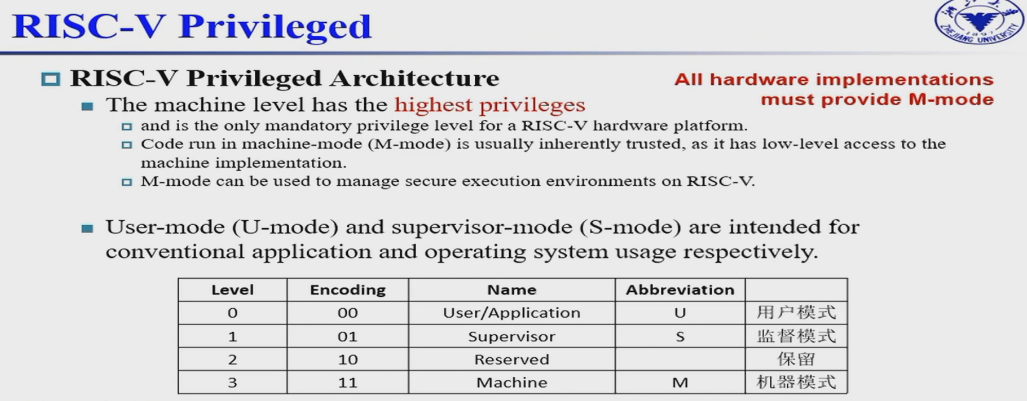 RISC-V Privileged
ZHEJIANG UNIVERSITY
RISC-V Privileged Architecture
All hardware implementations
must provide M-mode
The machine level has the highest privileges
and is the only mandatory privilege level for a RISC-V hardware platform.
Code run in machine-mode (M-mode) is usually inherently trusted, as it has low-level access to the
machine implementation.
M-mode can be used to manage secure execution environments on RISC-V.
User-mode (U-mode) and supervisor-mode (S-mode) are intended for
conventional application and operating system usage respectively.
Level Encoding Name Abbreviation
0 00 User/Application U 用户模式
1 01 Supervisor S 监督模式
2 10 Reserved 保留
3 11 Machine M 机器模式